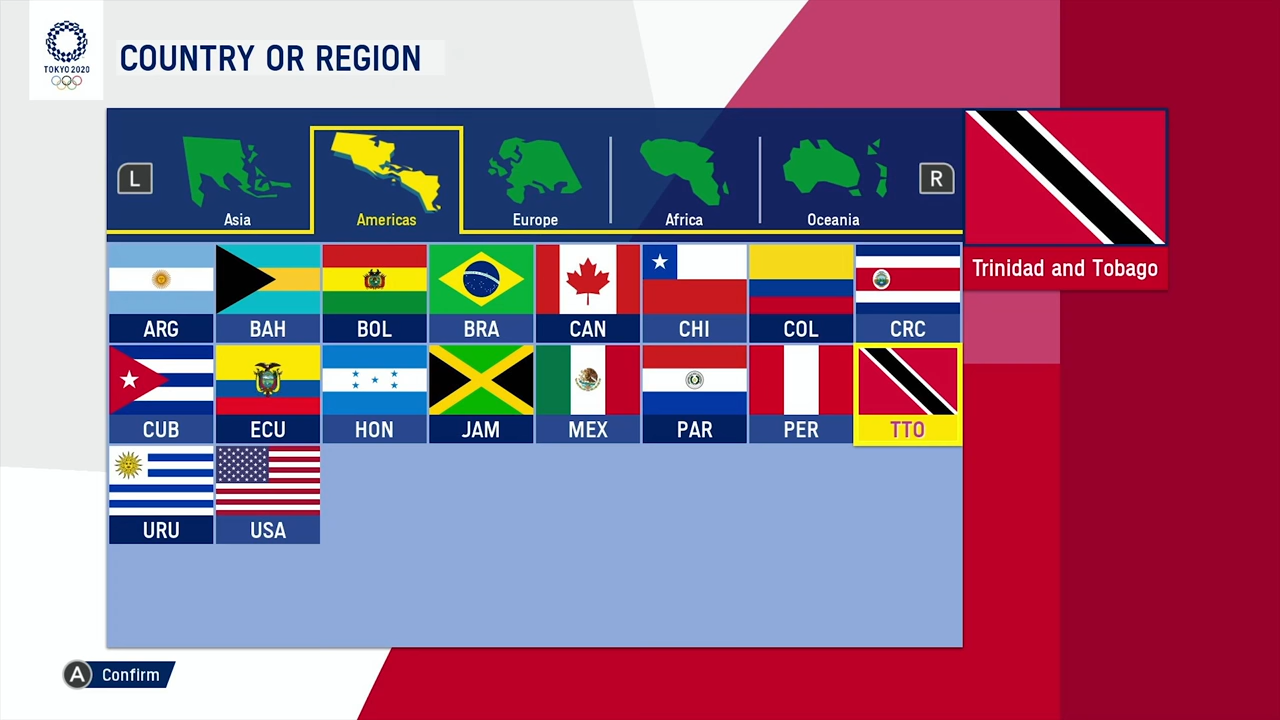 TOKYO 2020
COUNTRY OR REGION
L
Asia
Americas
Europe
Africa
Oceania
R
Trinidad and Tobago
ARG
BAH
BOL
BRA
CAN
CHI
COL
CRC
CUB
ECU
HON
JAM
MEX
PAR
PER
TTO
URU
USA
A Confirm